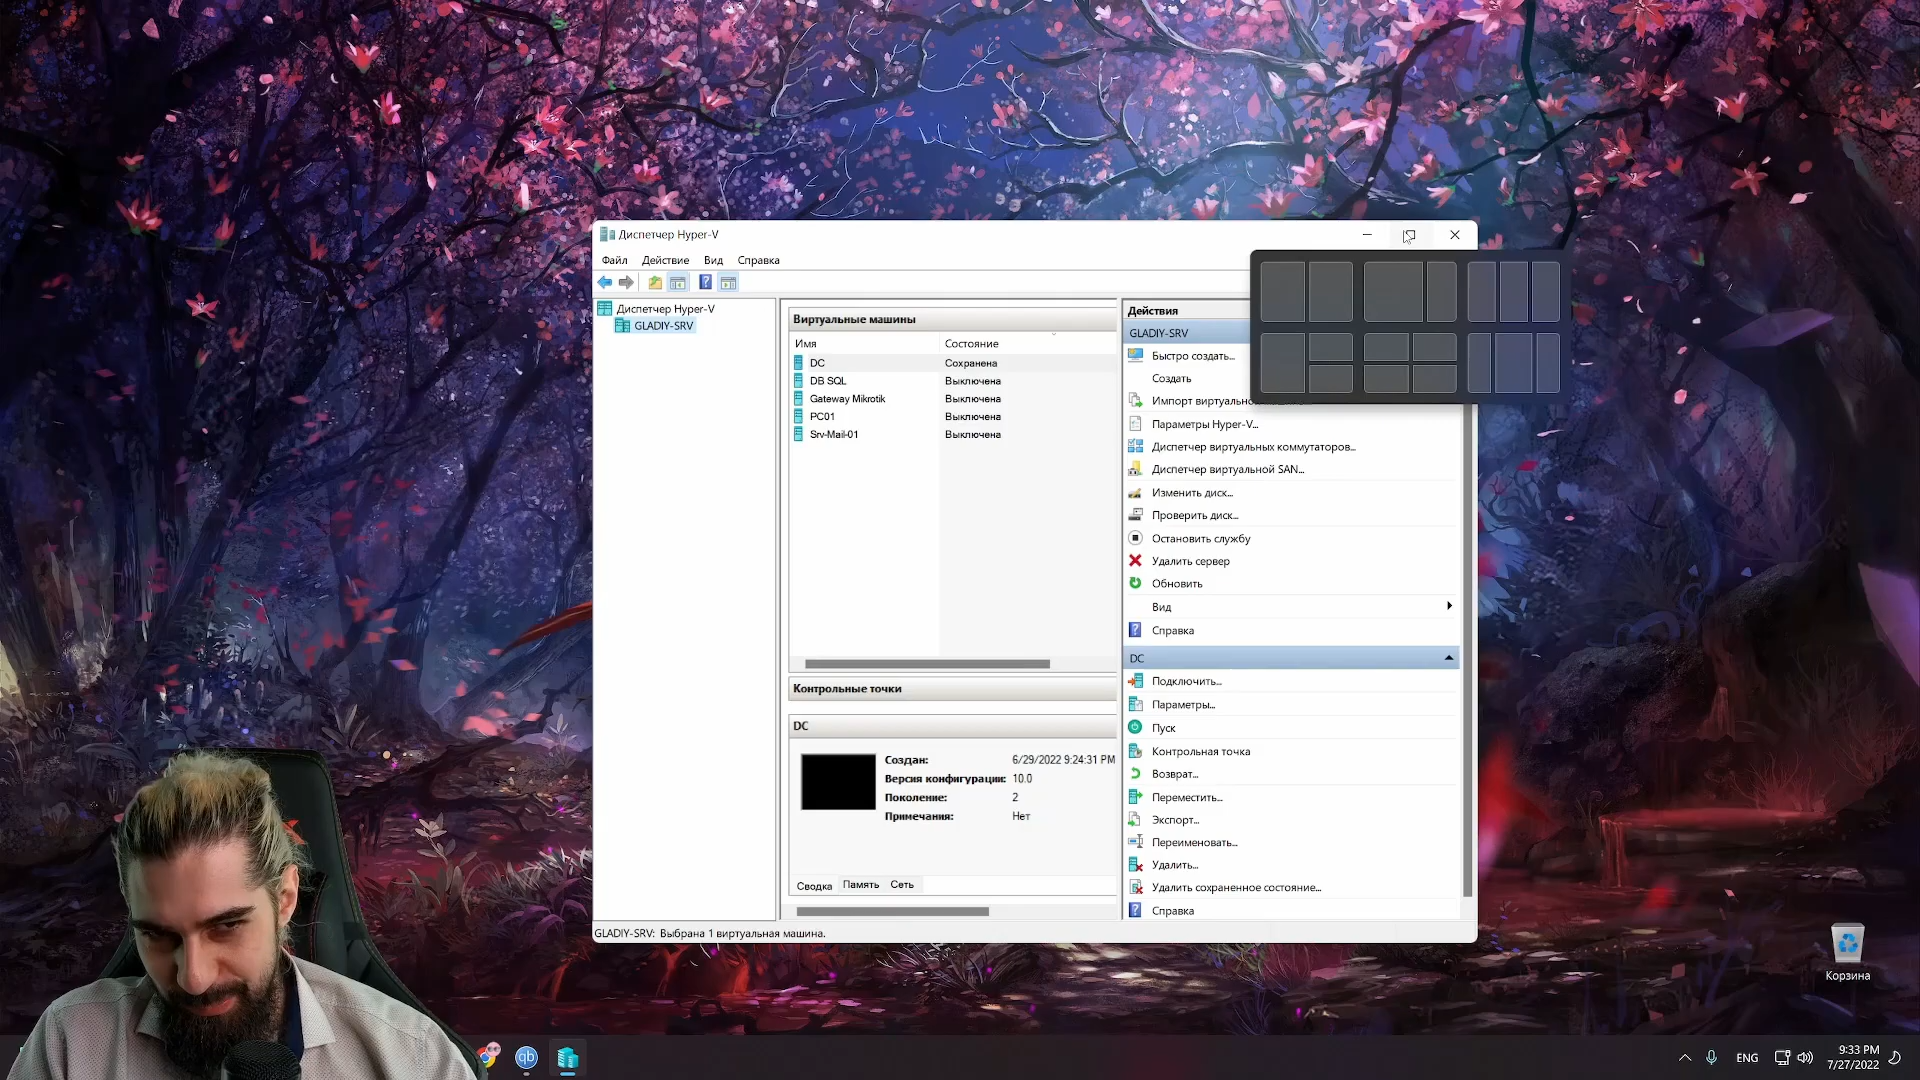 Диспетчер Hyper-V
Файл Действие Вид Справка
Диспетчер Hyper-V
GLADIY-SRV
Виртуальные машины
Имя Состояние
DC Сохранена
DB SQL Выключена
Gateway Mikrotik Выключена
PC01 Выключена
Srv-Mail-01 Выключена
Контрольные точки
DC
Создан: 6/29/2022 9:24:31 PM
Версия конфигурации: 10.0
Поколение: 2
Примечания: Нет
Сводка Память Сеть
Действия
GLADIY-SRV
Быстро создать...
Создать
Импорт виртуально
Параметры Hyper-V...
Диспетчер виртуальных коммутаторов...
Диспетчер виртуальной SAN...
Изменить диск...
Проверить диск...
Остановить службу
Удалить сервер
Обновить
Вид
Справка
DC
Подключить...
Параметры...
Пуск
Контрольная точка
Возврат...
Переместить...
Экспорт...
Переименовать...
Удалить...
Удалить сохраненное состояние...
Справка
GLADIY-SRV: Выбрана 1 виртуальная машина.
Корзина
qb
ENG
9:33 PM
7/27/2022